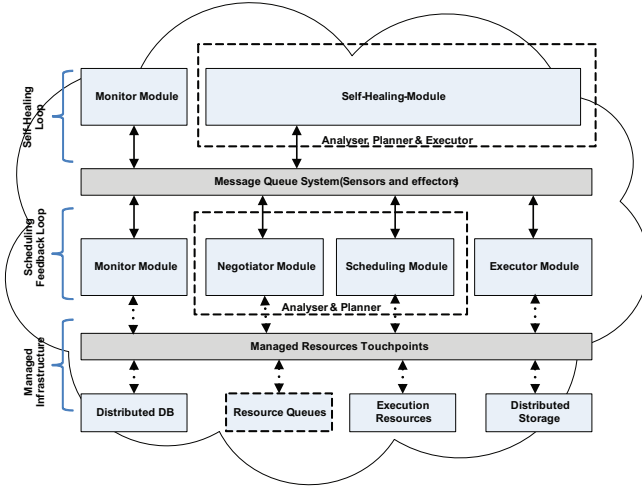 Self-Healing
Loop
Monitor Module
Self-Healing-Module
Analyser, Planner & Executor
Message Queue System(Sensors and effectors)
Scheduling
Feedback Loop
Monitor Module
Negotiator Module
Scheduling Module
Executor Module
Analyser & Planner
Managed
Infrastructure
Managed Resources Touchpoints
Distributed DB
Resource Queues
Execution
Resources
Distributed
Storage